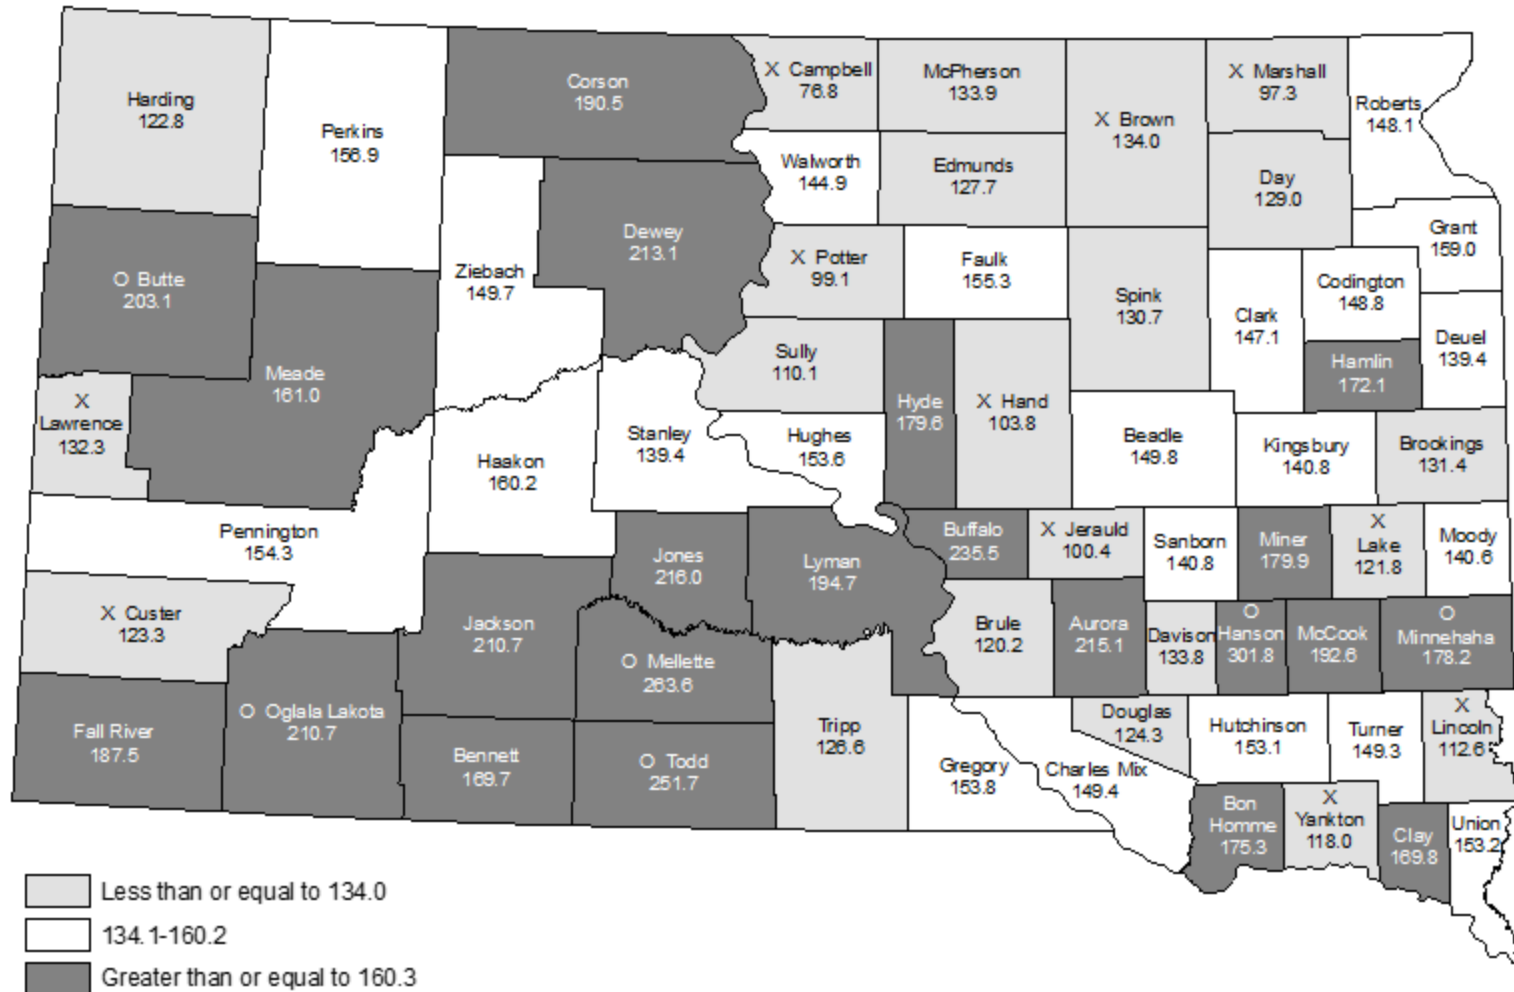 Harding
122.8
Perkins
156.9
Corson
190.5
X Campbell
76.8
McPherson
133.9
X Brown
134.0
X Marshall
97.3
Roberts
148.1
Walworth
144.9
Edmunds
127.7
Day
129.0
Grant
159.0
O Butte
203.1
Ziebach
149.7
Dewey
213.1
X Potter
99.1
Faulk
155.3
Spink
130.7
Clark
147.1
Codington
148.8
Deuel
139.4
Hamlin
172.1
Meade
161.0
Sully
110.1
Hyde
179.6
X Hand
103.8
X
Lawrence
132.3
Haakon
160.2
Stanley
139.4
Hughes
153.6
Beadle
149.8
Kingsbury
140.8
Brookings
131.4
Pennington
154.3
Jones
216.0
Lyman
194.7
Buffalo
235.5
X Jerauld
100.4
Sanborn
140.8
Miner
179.9
X
Lake
121.8
Moody
140.6
X Custer
123.3
Jackson
210.7
O Mellette
263.6
Brule
120.2
Aurora
215.1
Davison
133.8
O
Hanson
301.8
McCook
192.6
O
Minnehaha
178.2
Fall River
187.5
O Oglala Lakota
210.7
Bennett
169.7
O Todd
251.7
Tripp
126.6
Gregory
153.8
Charles Mix
149.4
Douglas
124.3
Hutchinson
153.1
Turner
149.3
X
Lincoln
112.6
Bon
Homme
175.3
X
Yankton
118.0
Clay
169.8
Union
153.2
Less than or equal to 134.0
134.1-160.2
Greater than or equal to 160.3